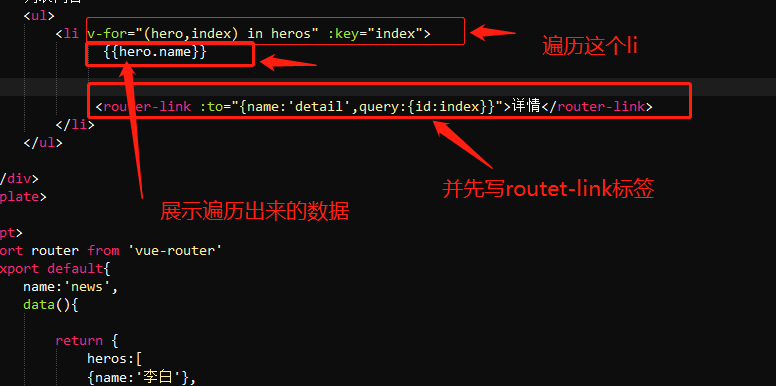 <ul>
<li v-for="(hero,index) in heros" :key="index">
遍历这个li
{{hero.name}}
<router-link :to="{name:'detail',query:{id:index}}">详情</router-link>
</li>
</ul>
并先写routet-link标签
/div>
展示遍历出来的数据
plate>
pt>
ort router from 'vue-router'
export default{
name:'news',
data(){
return {
heros:[
{name:'李白'},